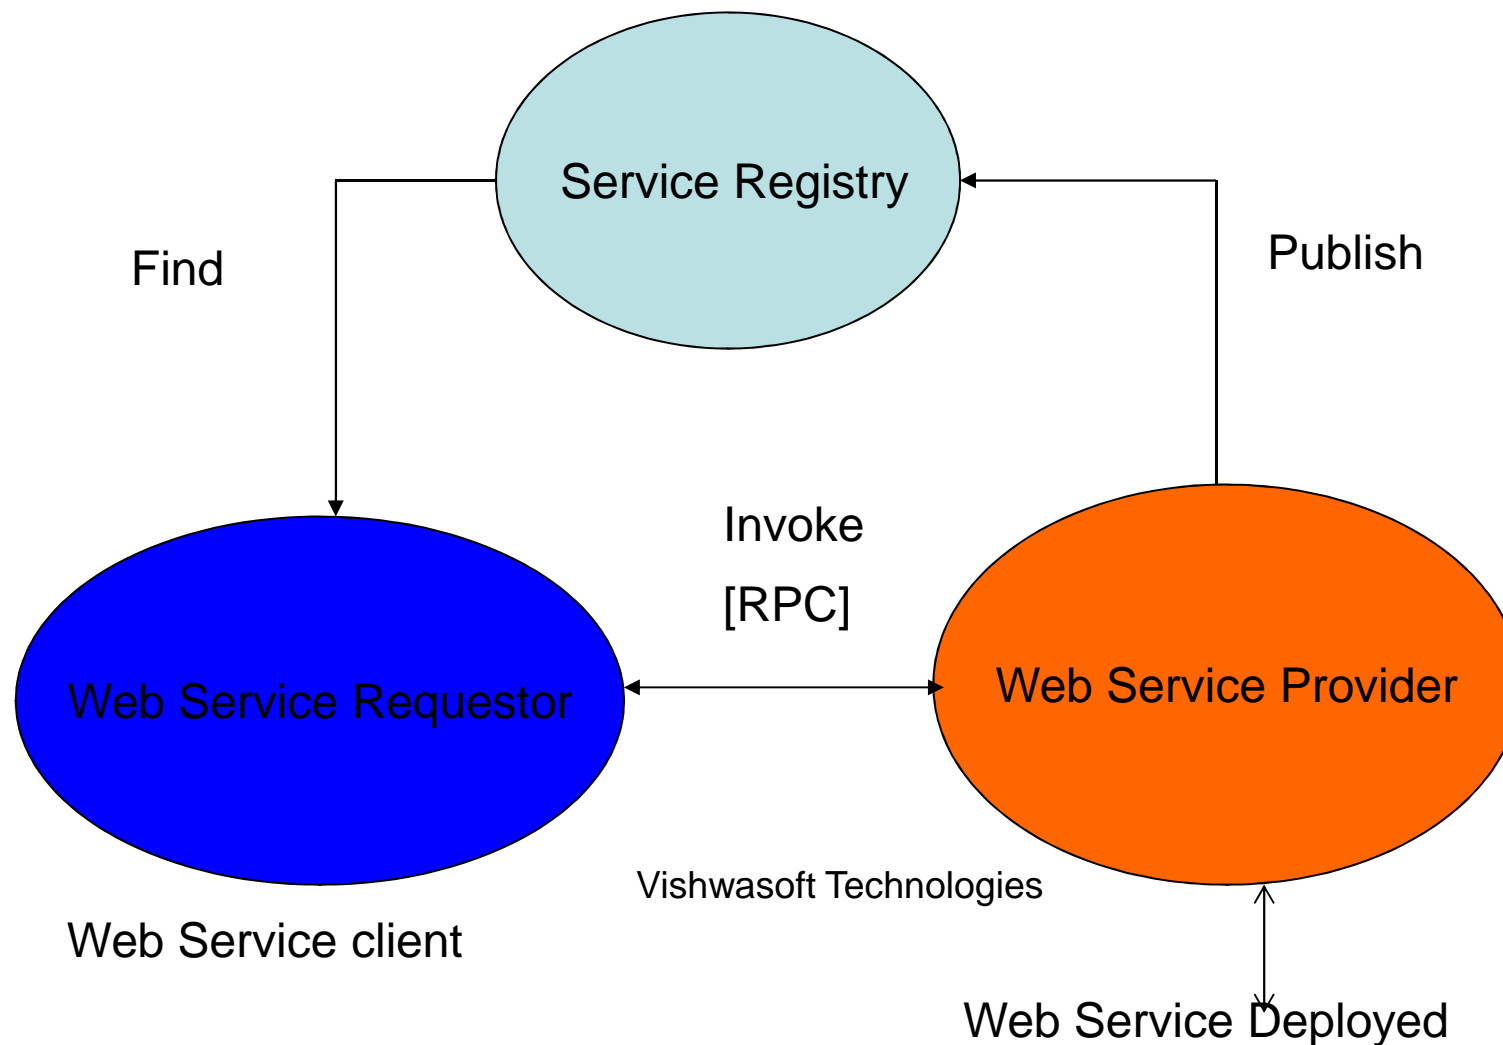 Service Registry
Find
Publish
Invoke
[RPC]
Web Service Requestor
Web Service Provider
Vishwasoft Technologies
Web Service client
Web Service Deployed